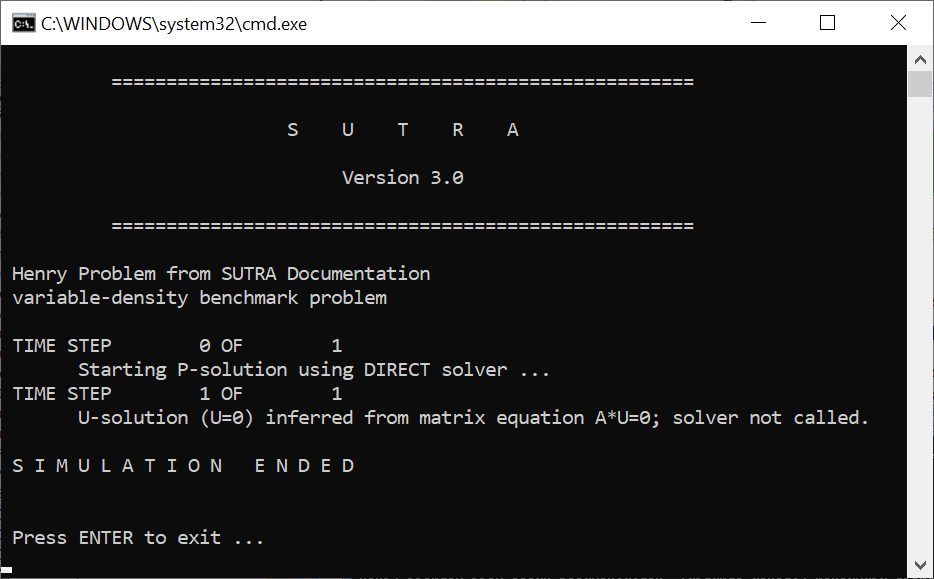 C:\WINDOWS\system32\cmd.exe
=====================================================
S U T R A
Version 3.0
=====================================================
Henry Problem from SUTRA Documentation
variable-density benchmark problem
TIME STEP 0 OF 1
Starting P-solution using DIRECT solver ...
TIME STEP 1 OF 1
U-solution (U=0) inferred from matrix equation A*U=0; solver not called.
S I M U L A T I O N E N D E D
Press ENTER to exit ...